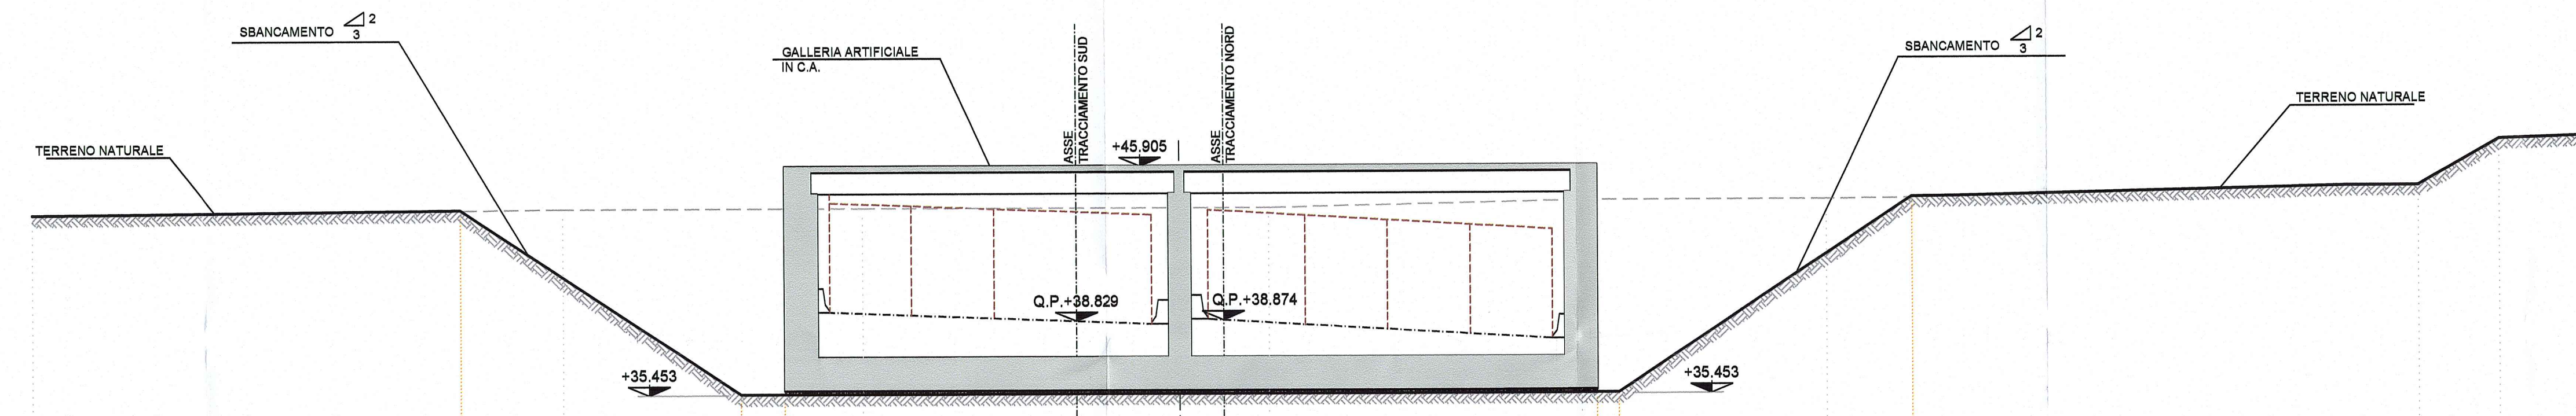 SBANCAMENTO 2
3
GALLERIA ARTIFICIALE
IN C.A.
ASSE
TRACCIAMENTO SUD
ASSE
TRACCIAMENTO NORD
SBANCAMENTO 2
3
TERRENO NATURALE
TERRENO NATURALE
+45.905
Q.P.+38.829
Q.P.+38.874
+35.453
+35.453